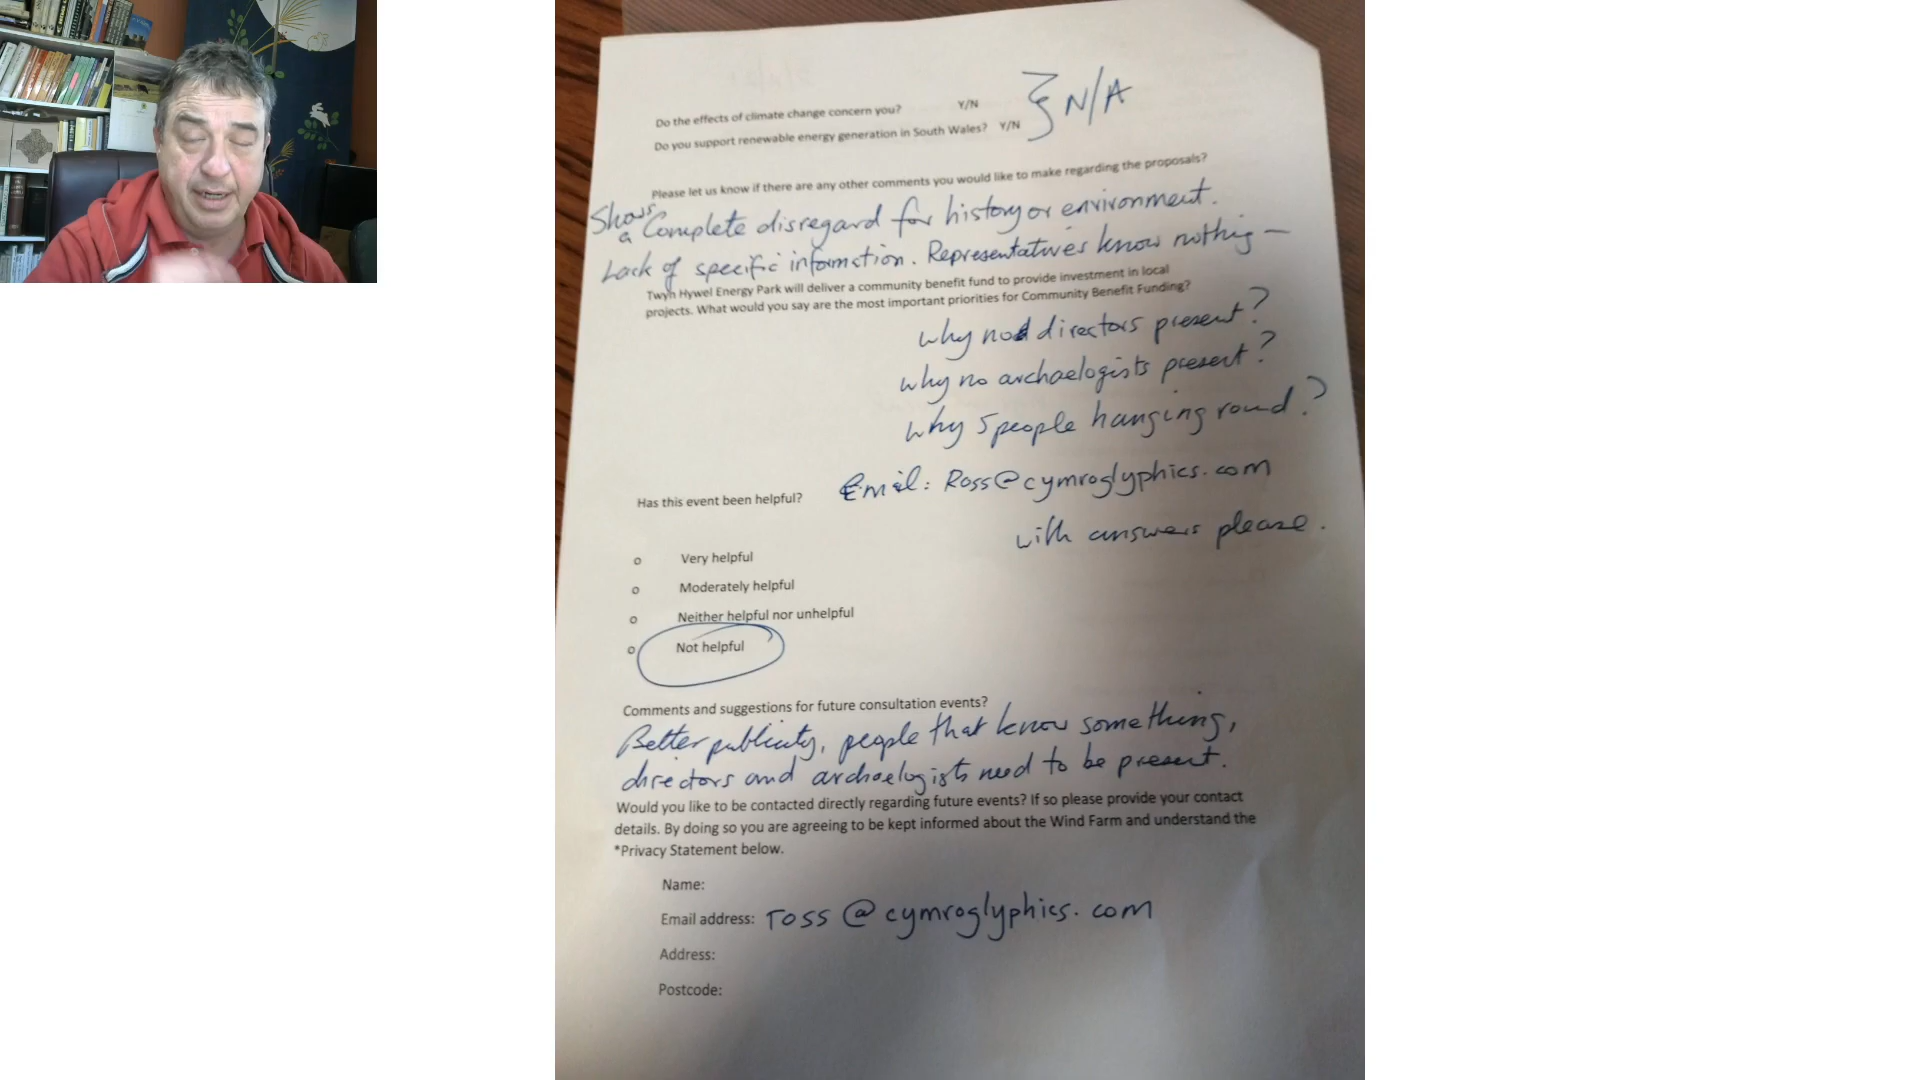 Do the effects of climate change concern you? Y/N
Do you support renewable energy generation in South Wales? Y/N
} N/A
Please let us know if there are any other comments you would like to make regarding the proposals?
Shows a Complete disregard for history or environment.
Lack of specific information. Representatives know nothing —
Twyn Hywel Energy Park will deliver a community benefit fund to provide investment in local
projects. What would you say are the most important priorities for Community Benefit Funding?
why no directors present?
why no archaelogists present?
why 5 people hanging round?
Email: Ross@cymroglyphics.com
with answers please.
Has this event been helpful?
o Very helpful
o Moderately helpful
o Neither helpful nor unhelpful
o Not helpful
Comments and suggestions for future consultation events?
Better publicity, people that know something,
directors and archaelogists need to be present.
Would you like to be contacted directly regarding future events? If so please provide your contact
details. By doing so you are agreeing to be kept informed about the Wind Farm and understand the
*Privacy Statement below.
Name:
Email address: ross@cymroglyphics.com
Address:
Postcode: